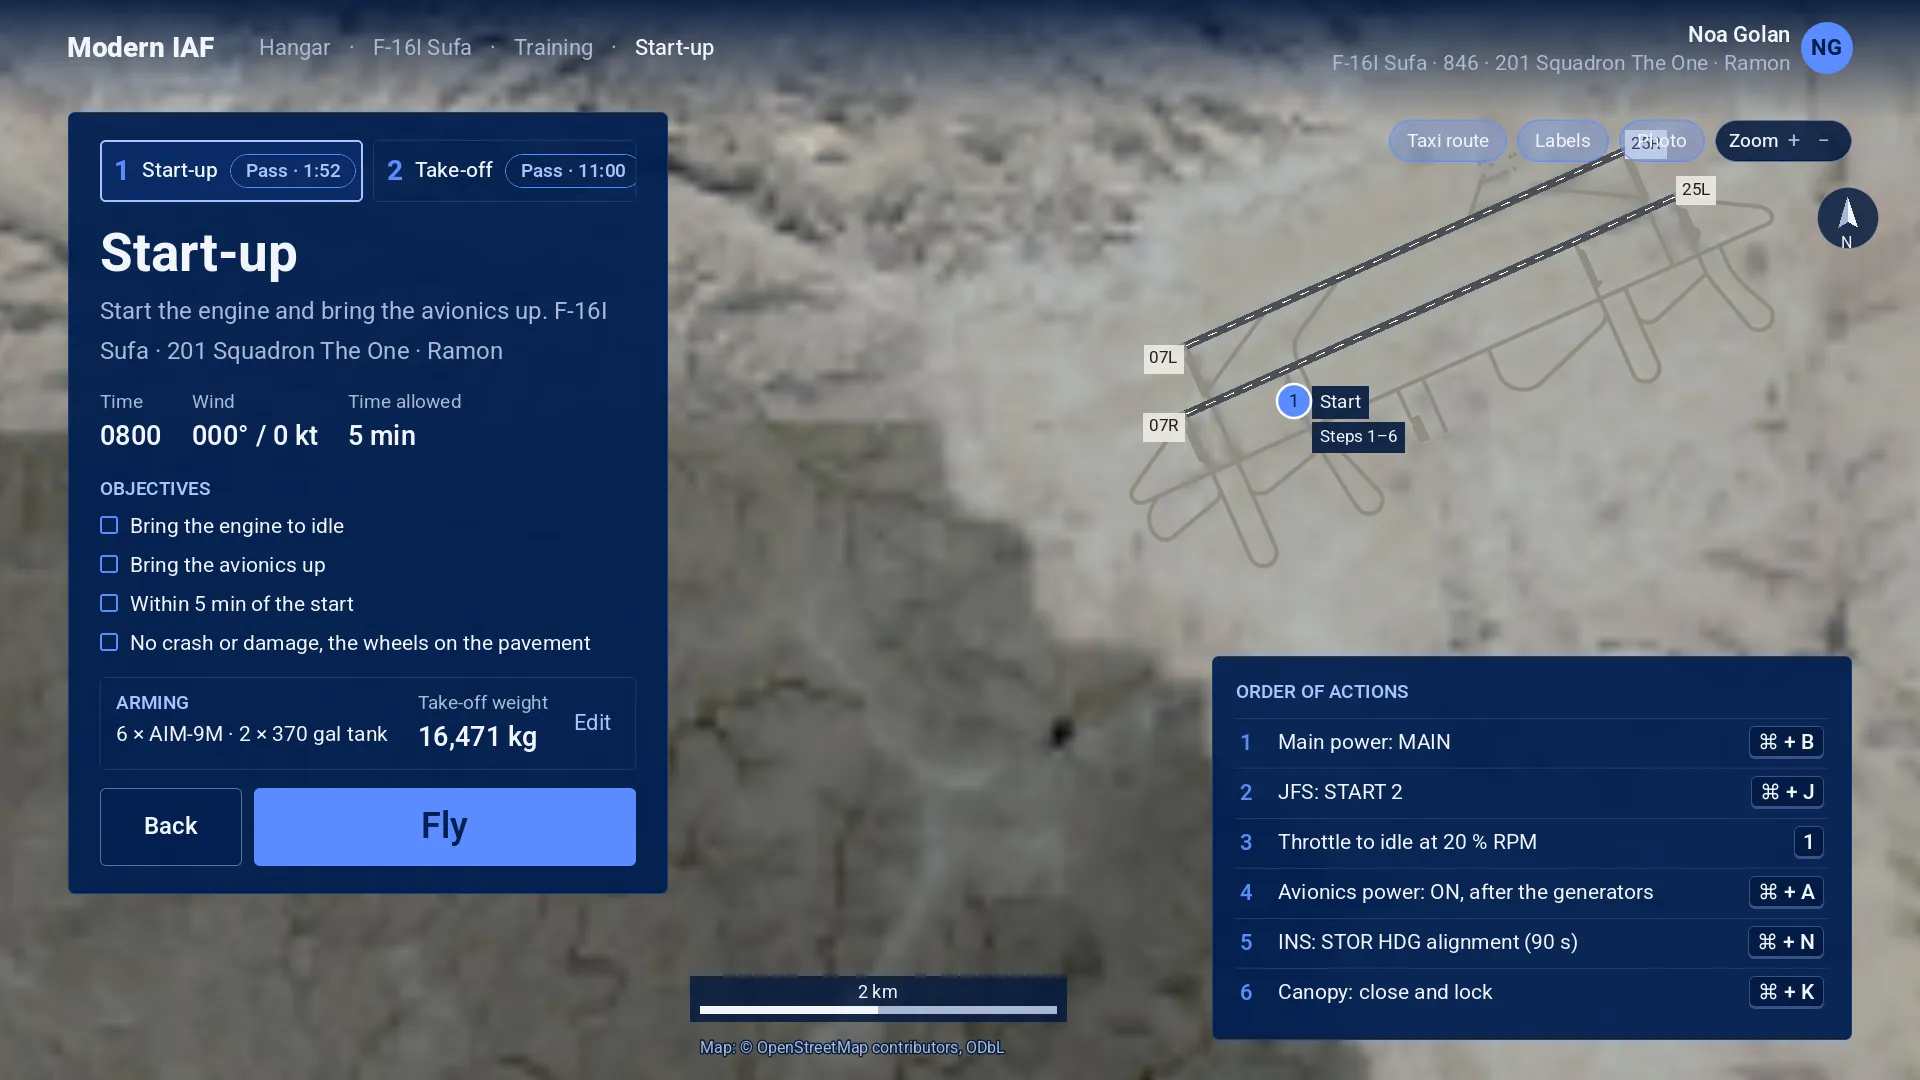 Modern IAF
Hangar · F-16I Sufa · Training · Start-up
Noa Golan
F-16I Sufa · 846 · 201 Squadron The One · Ramon
NG
1 Start-up Pass · 1:52
2 Take-off Pass · 11:00
Start-up
Start the engine and bring the avionics up. F-16I
Sufa · 201 Squadron The One · Ramon
Time Wind Time allowed
0800 000° / 0 kt 5 min
OBJECTIVES
Bring the engine to idle
Bring the avionics up
Within 5 min of the start
No crash or damage, the wheels on the pavement
ARMING
6 × AIM-9M · 2 × 370 gal tank
Take-off weight
16,471 kg
Edit
Back
Fly
Taxi route
Labels
Photo
Zoom + −
25L
N
07L
07R
1 Start
Steps 1–6
ORDER OF ACTIONS
1 Main power: MAIN ⌘ + B
2 JFS: START 2 ⌘ + J
3 Throttle to idle at 20 % RPM 1
4 Avionics power: ON, after the generators ⌘ + A
5 INS: STOR HDG alignment (90 s) ⌘ + N
6 Canopy: close and lock ⌘ + K
2 km
Map: © OpenStreetMap contributors, ODbL